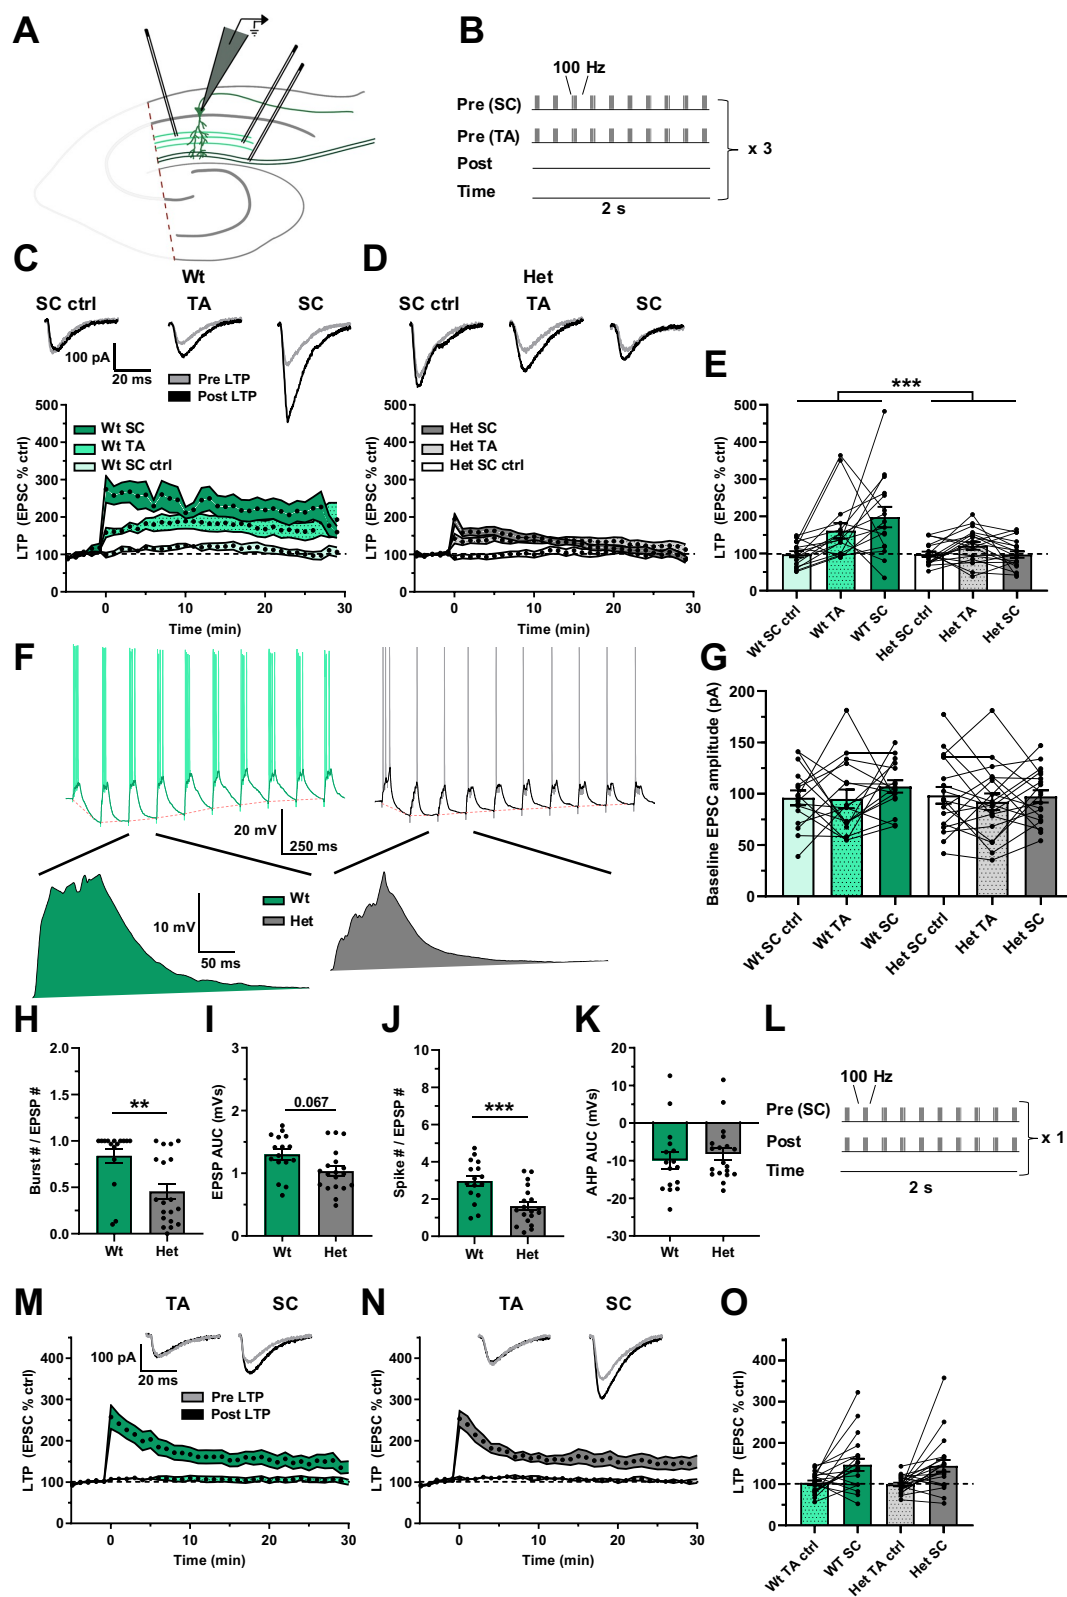 A
B
100 Hz
Pre (SC)
Pre (TA)
Post
Time
2 s
x 3
C
Wt
SC ctrl
TA
SC
100 pA
20 ms
Pre LTP
Post LTP
LTP (EPSC % ctrl)
500
400
300
200
100
0
Wt SC
Wt TA
Wt SC ctrl
0
10
20
30
Time (min)
D
Het
SC ctrl
TA
SC
LTP (EPSC % ctrl)
500
400
300
200
100
0
Het SC
Het TA
Het SC ctrl
0
10
20
30
Time (min)
E
***
LTP (EPSC % ctrl)
500
400
300
200
100
0
Wt SC ctrl
Wt TA
WT SC
Het SC ctrl
Het TA
Het SC
F
20 mV
250 ms
Wt
Het
10 mV
50 ms
G
Baseline EPSC amplitude (pA)
200
150
100
50
0
Wt SC ctrl
Wt TA
Wt SC
Het SC ctrl
Het TA
Het SC
H
Burst # / EPSP #
2.0
1.5
1.0
0.5
0.0
**
Wt
Het
I
EPSP AUC (mVs)
3
2
1
0
0.067
Wt
Het
J
Spike # / EPSP #
10
8
6
4
2
0
***
Wt
Het
K
AHP AUC (mVs)
20
10
0
-10
-20
-30
Wt
Het
L
100 Hz
Pre (SC)
Post
Time
2 s
x 1
M
TA
SC
100 pA
20 ms
Pre LTP
Post LTP
LTP (EPSC % ctrl)
400
300
200
100
0
0
10
20
30
Time (min)
N
TA
SC
LTP (EPSC % ctrl)
400
300
200
100
0
0
10
20
30
Time (min)
O
LTP (EPSC % ctrl)
400
300
200
100
0
Wt TA ctrl
WT SC
Het TA ctrl
Het SC